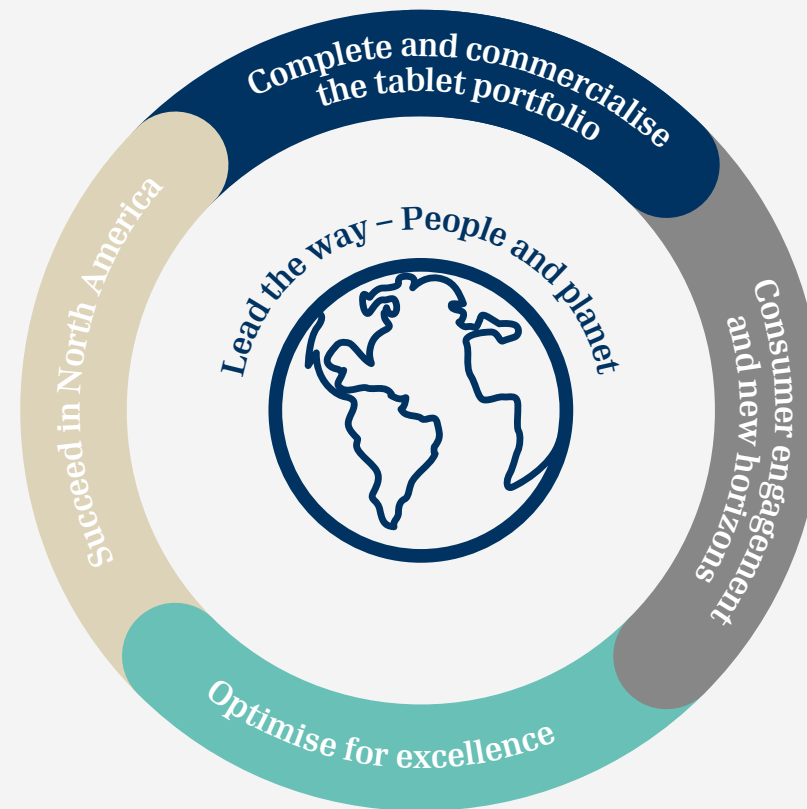 Complete and commercialise
the tablet portfolio
Consumer engagement
and new horizons
Optimise for excellence
Succeed in North America
Lead the way – People and planet